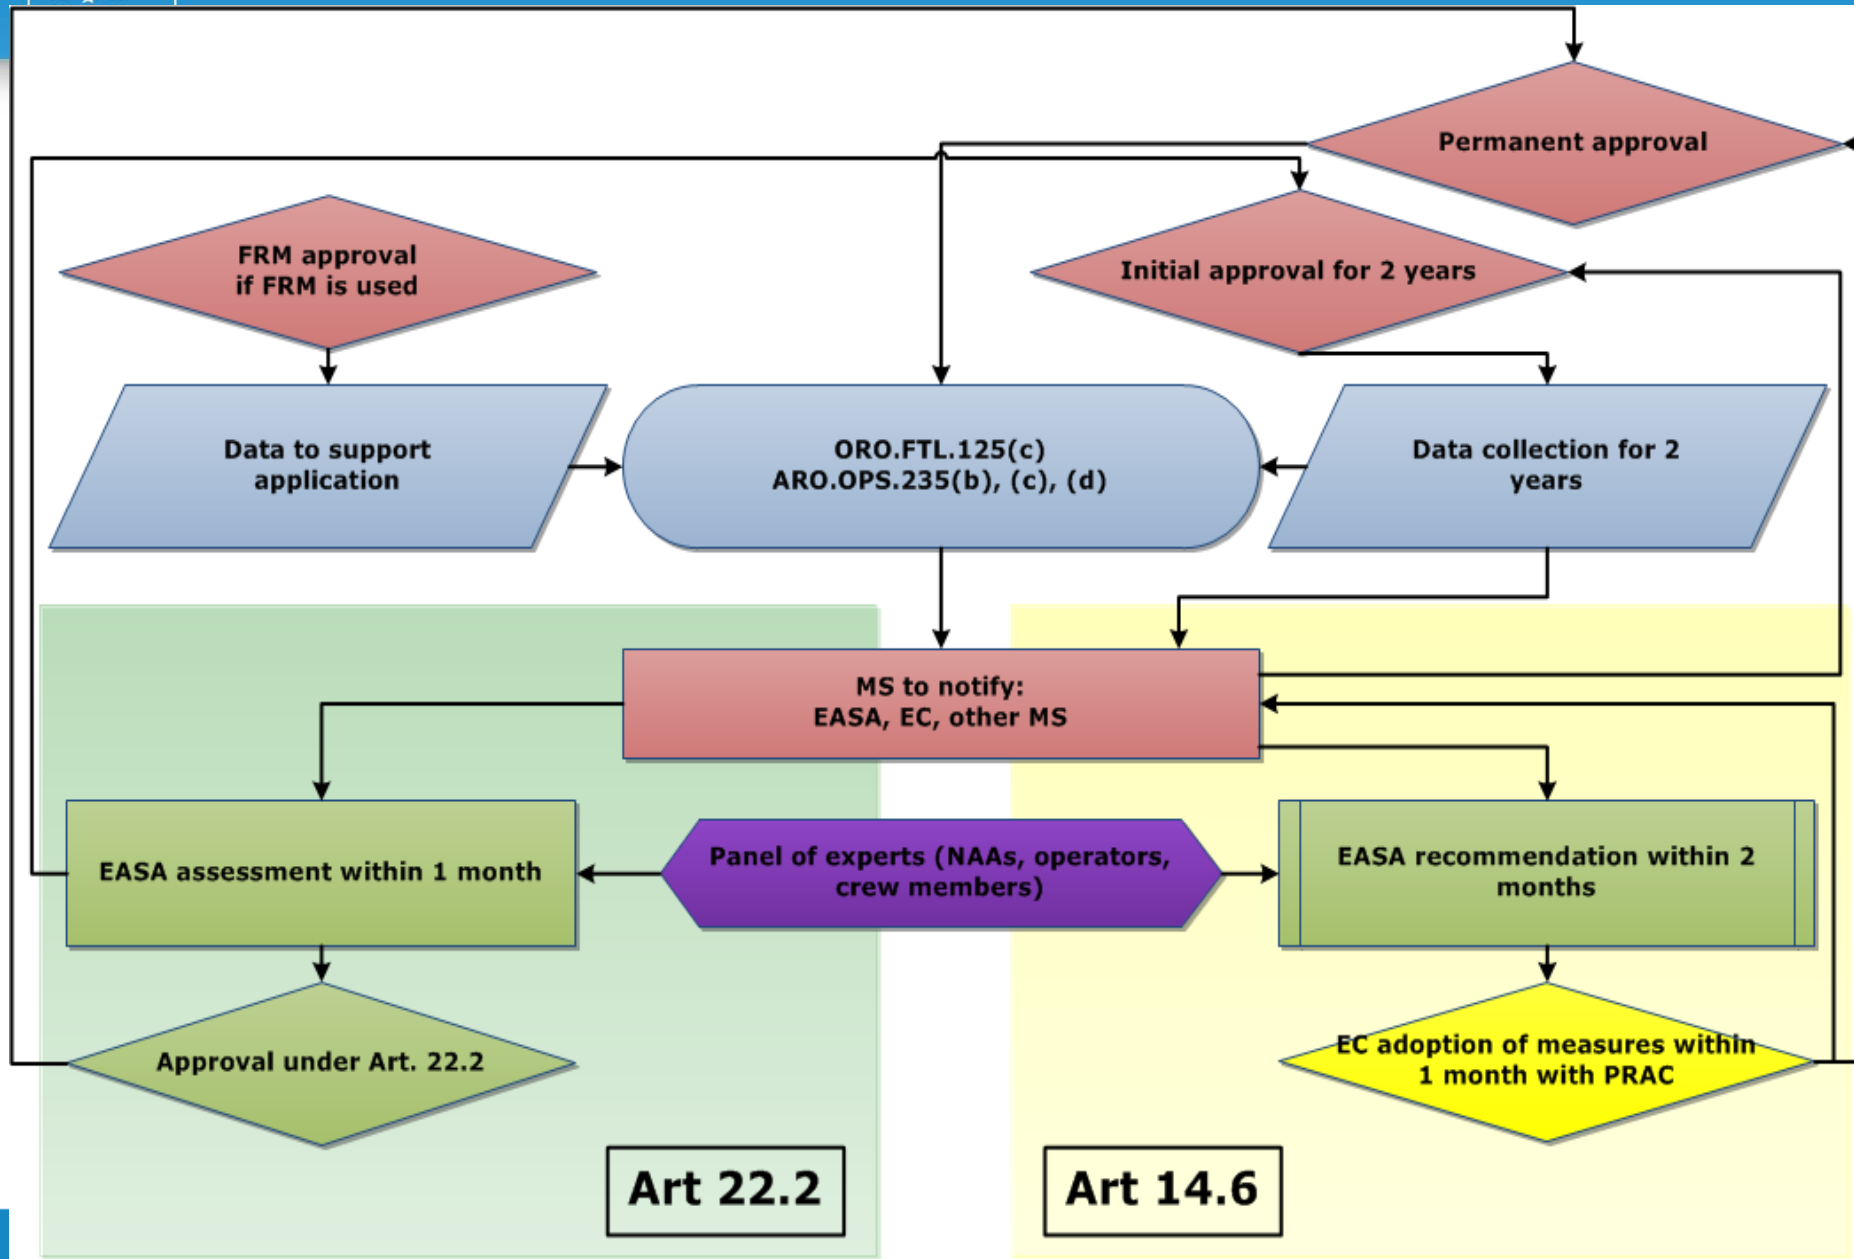 Permanent approval
FRM approval
if FRM is used
Initial approval for 2 years
Data to support
application
ORO.FTL.125(c)
ARO.OPS.235(b), (c), (d)
Data collection for 2
years
MS to notify:
EASA, EC, other MS
EASA assessment within 1 month
Panel of experts (NAAs, operators,
crew members)
EASA recommendation within 2
months
Approval under Art. 22.2
EC adoption of measures within
1 month with PRAC
Art 22.2
Art 14.6